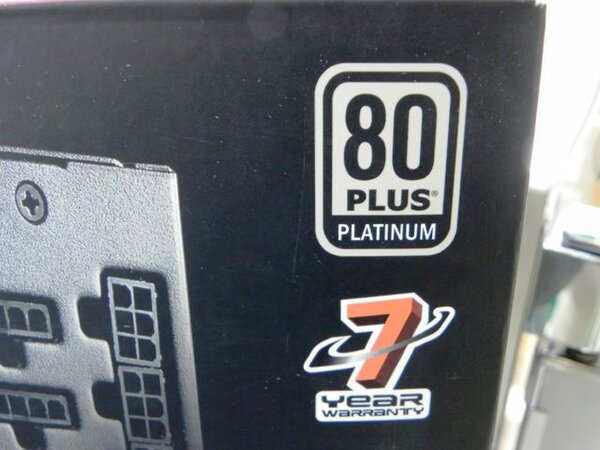 80
PLUS®
PLATINUM
7
YEAR
WARRANTY